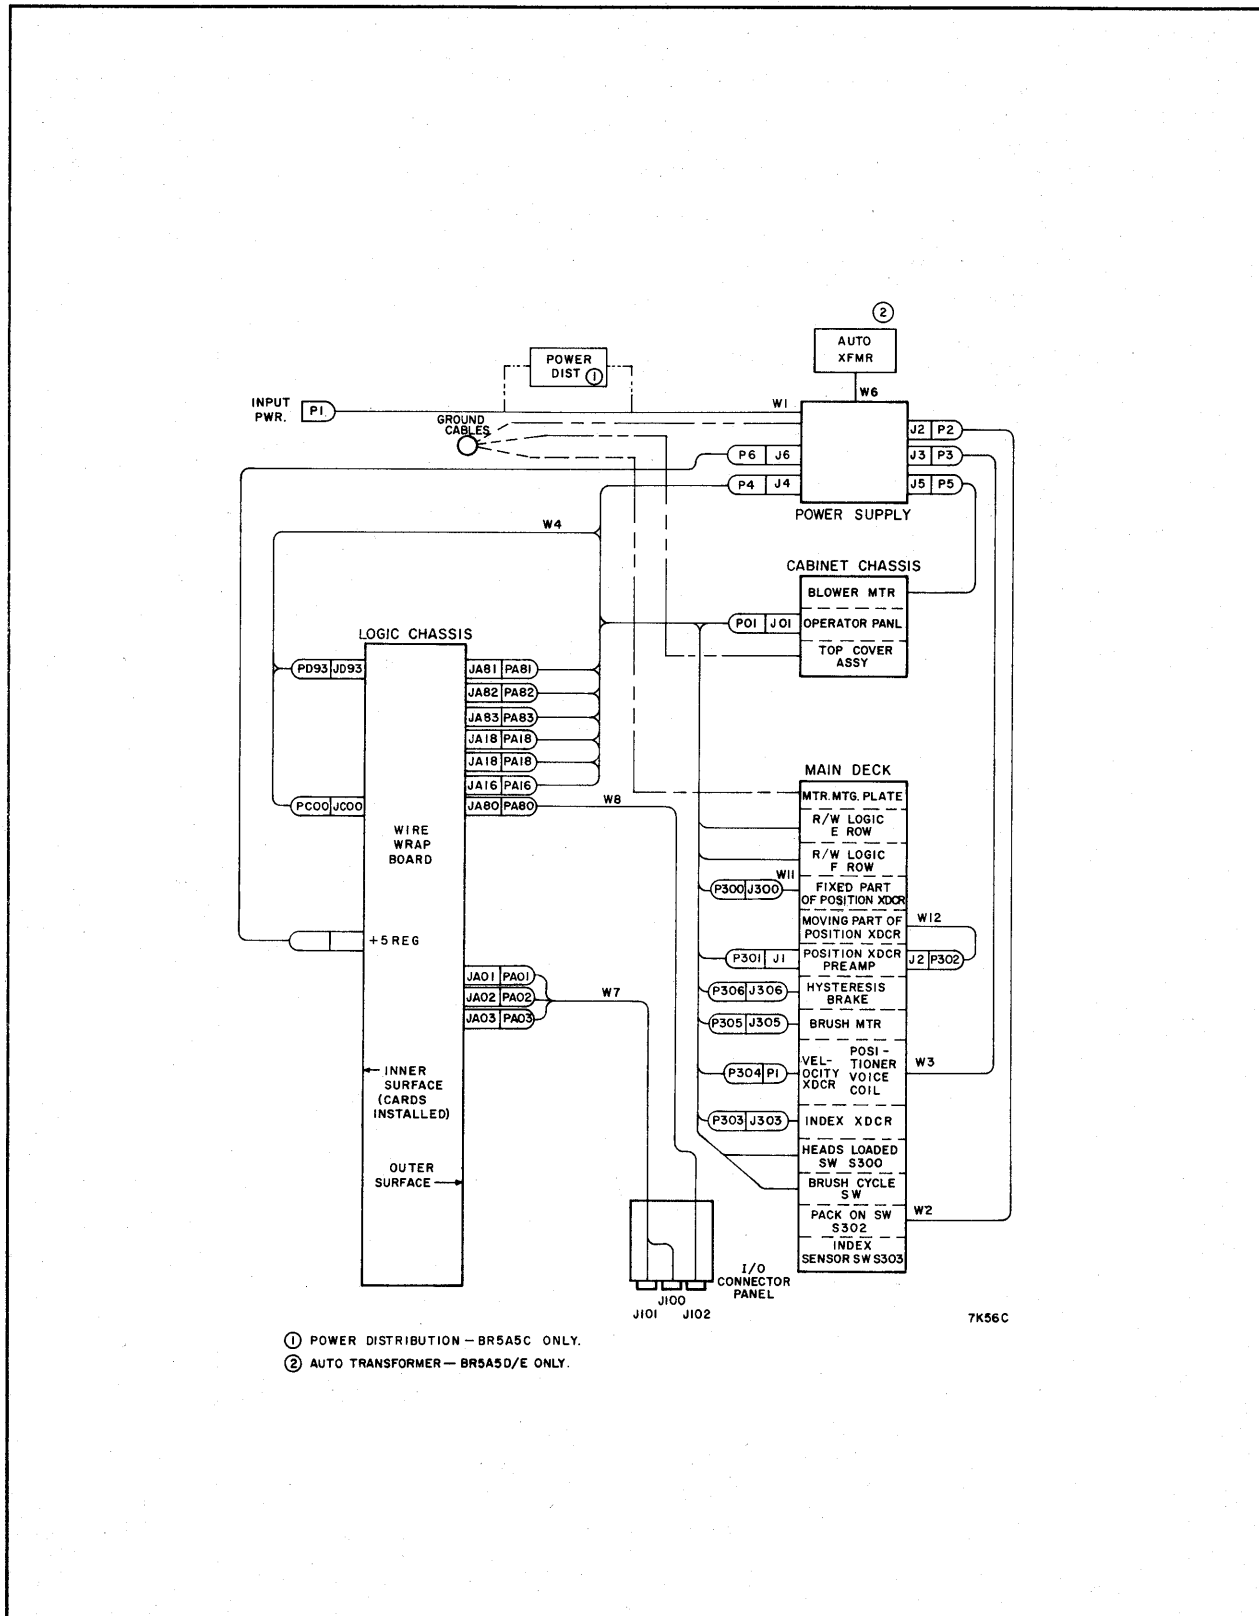 ②
AUTO
XFMR
POWER
DIST ①
W6
INPUT
PWR.
P1
W1
GROUND
CABLES
J2 P2
P6 J6
J3 P3
P4 J4
J5 P5
POWER SUPPLY
W4
CABINET CHASSIS
BLOWER MTR
P01 J01 OPERATOR PANL
TOP COVER
ASSY
LOGIC CHASSIS
PD93 JD93
JA81 PA81
JA82 PA82
JA83 PA83
JA18 PA18
JA18 PA18
JA16 PA16
PC00 JC00
JA80 PA80
W8
WIRE
WRAP
BOARD
+5REG
JA01 PA01
JA02 PA02
JA03 PA03
W7
INNER
SURFACE
(CARDS
INSTALLED)
OUTER
SURFACE
MAIN DECK
MTR. MTG. PLATE
R/W LOGIC
E ROW
R/W LOGIC
F ROW
W11
P300 J300
FIXED PART
OF POSITION XDCR
MOVING PART OF
POSITION XDCR
W12
P301 J1
POSITION XDCR
PREAMP
J2 P302
P306 J306
HYSTERESIS
BRAKE
P305 J305
BRUSH MTR
P304 P1
VEL-
OCITY
XDCR
POSI-
TIONER
VOICE
COIL
W3
P303 J303
INDEX XDCR
HEADS LOADED
SW S300
BRUSH CYCLE
SW
PACK ON SW
S302
W2
INDEX
SENSOR SW S303
I/O
CONNECTOR
PANEL
J101
J100
J102
7K56C
① POWER DISTRIBUTION — BR5A5C ONLY.
② AUTO TRANSFORMER — BR5A5D/E ONLY.